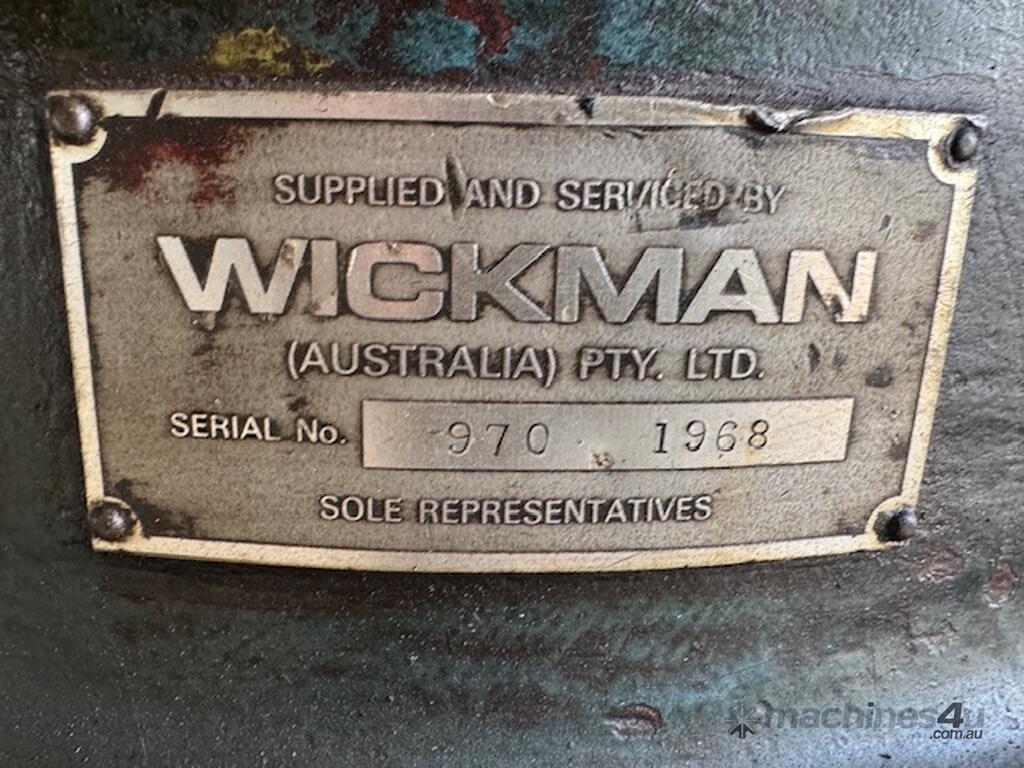 SUPPLIED AND SERVICED BY
WICKMAN
(AUSTRALIA) PTY. LTD.
SERIAL No. 970 1968
SOLE REPRESENTATIVES
machines4u
.com.au